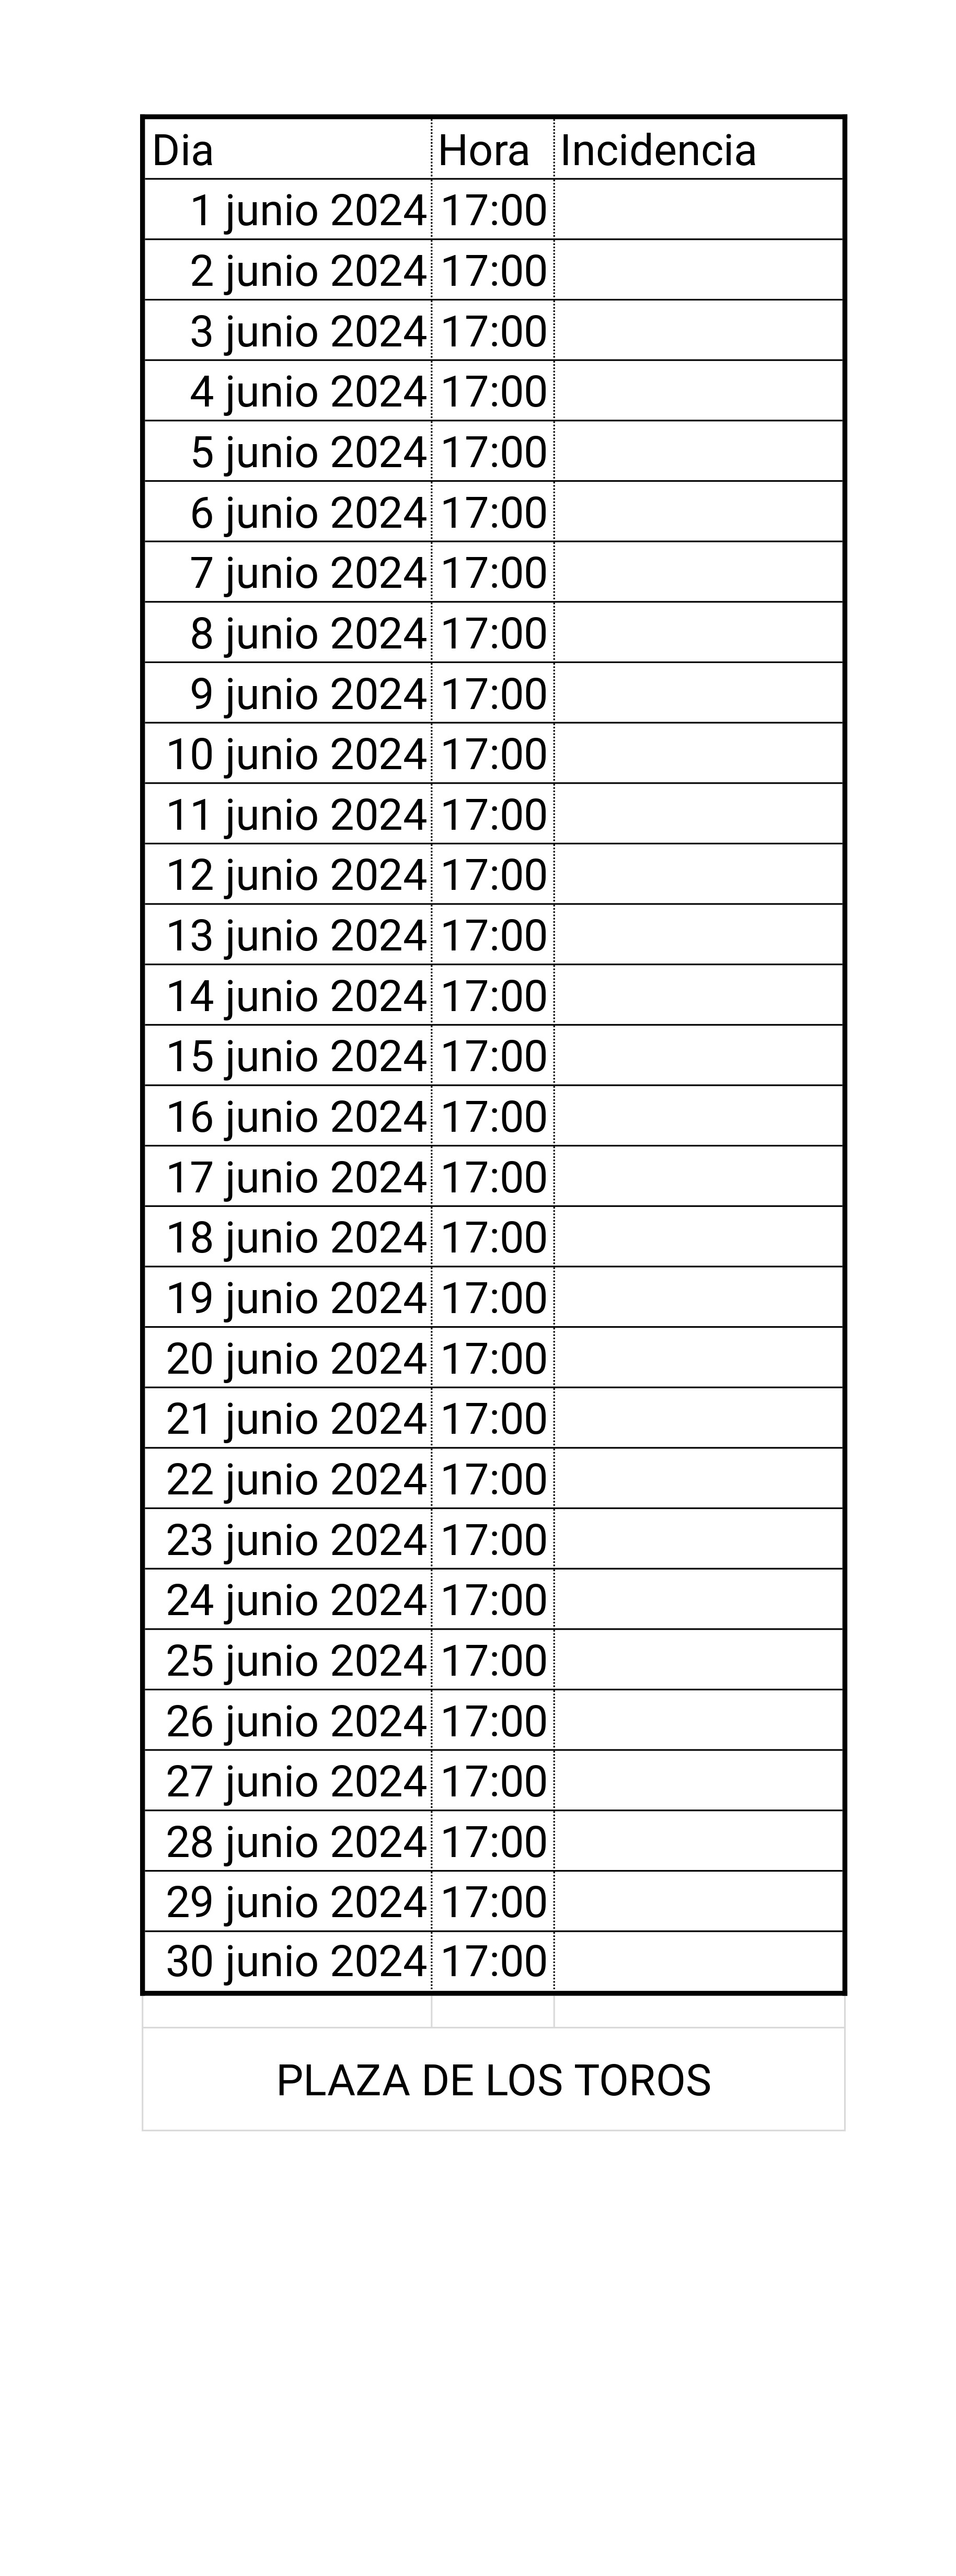 Dia Hora Incidencia
1 junio 2024 17:00
2 junio 2024 17:00
3 junio 2024 17:00
4 junio 2024 17:00
5 junio 2024 17:00
6 junio 2024 17:00
7 junio 2024 17:00
8 junio 2024 17:00
9 junio 2024 17:00
10 junio 2024 17:00
11 junio 2024 17:00
12 junio 2024 17:00
13 junio 2024 17:00
14 junio 2024 17:00
15 junio 2024 17:00
16 junio 2024 17:00
17 junio 2024 17:00
18 junio 2024 17:00
19 junio 2024 17:00
20 junio 2024 17:00
21 junio 2024 17:00
22 junio 2024 17:00
23 junio 2024 17:00
24 junio 2024 17:00
25 junio 2024 17:00
26 junio 2024 17:00
27 junio 2024 17:00
28 junio 2024 17:00
29 junio 2024 17:00
30 junio 2024 17:00
PLAZA DE LOS TOROS